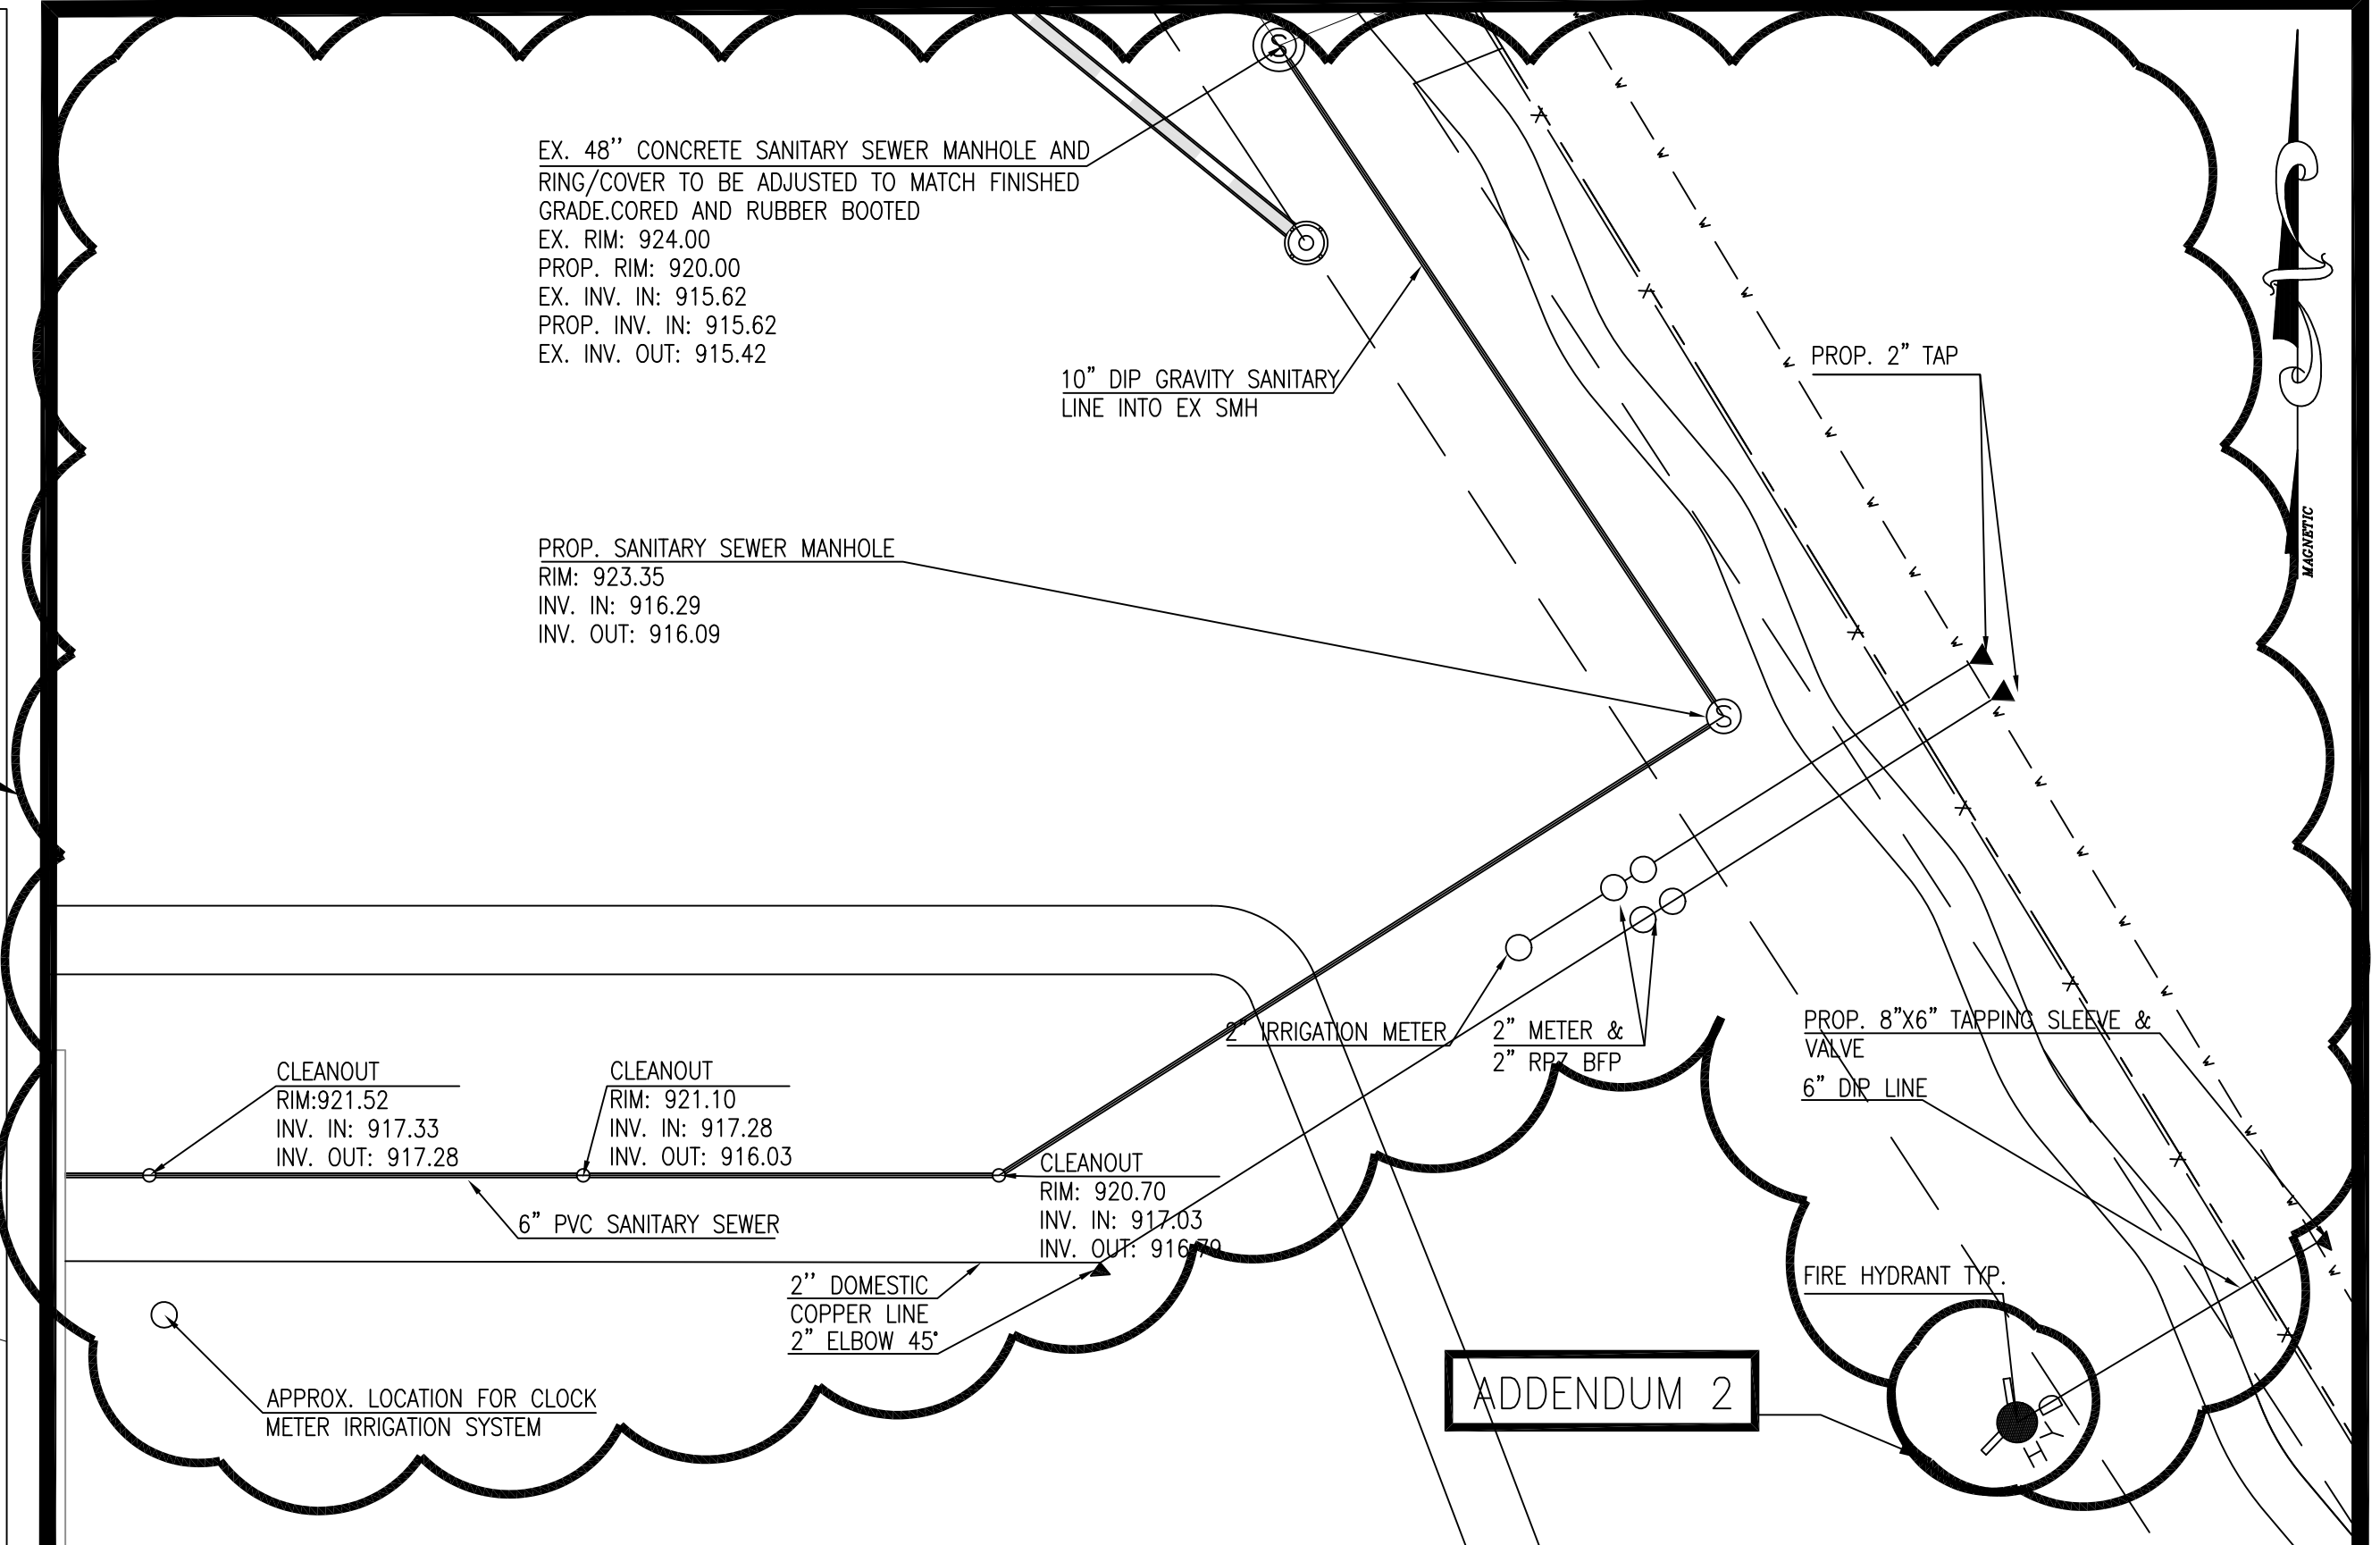 EX. 48'' CONCRETE SANITARY SEWER MANHOLE AND
RING/COVER TO BE ADJUSTED TO MATCH FINISHED
GRADE.CORED AND RUBBER BOOTED
EX. RIM: 924.00
PROP. RIM: 920.00
EX. INV. IN: 915.62
PROP. INV. IN: 915.62
EX. INV. OUT: 915.42
S
10" DIP GRAVITY SANITARY
LINE INTO EX SMH
PROP. 2" TAP
MAGNETIC
PROP. SANITARY SEWER MANHOLE
RIM: 923.35
INV. IN: 916.29
INV. OUT: 916.09
S
2" IRRIGATION METER
2" METER &
2" RPZ BFP
PROP. 8"X6" TAPPING SLEEVE &
VALVE
6" DIP LINE
CLEANOUT
RIM:921.52
INV. IN: 917.33
INV. OUT: 917.28
CLEANOUT
RIM: 921.10
INV. IN: 917.28
INV. OUT: 916.03
CLEANOUT
RIM: 920.70
INV. IN: 917.03
INV. OUT: 916.79
6" PVC SANITARY SEWER
2'' DOMESTIC
COPPER LINE
2" ELBOW 45°
FIRE HYDRANT TYP.
APPROX. LOCATION FOR CLOCK
METER IRRIGATION SYSTEM
ADDENDUM 2
HYD